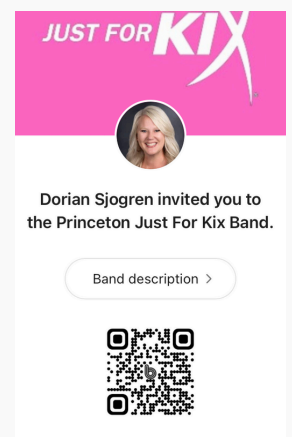 JUST FOR KIX
Dorian Sjogren invited you to
the Princeton Just For Kix Band.
Band description >
b